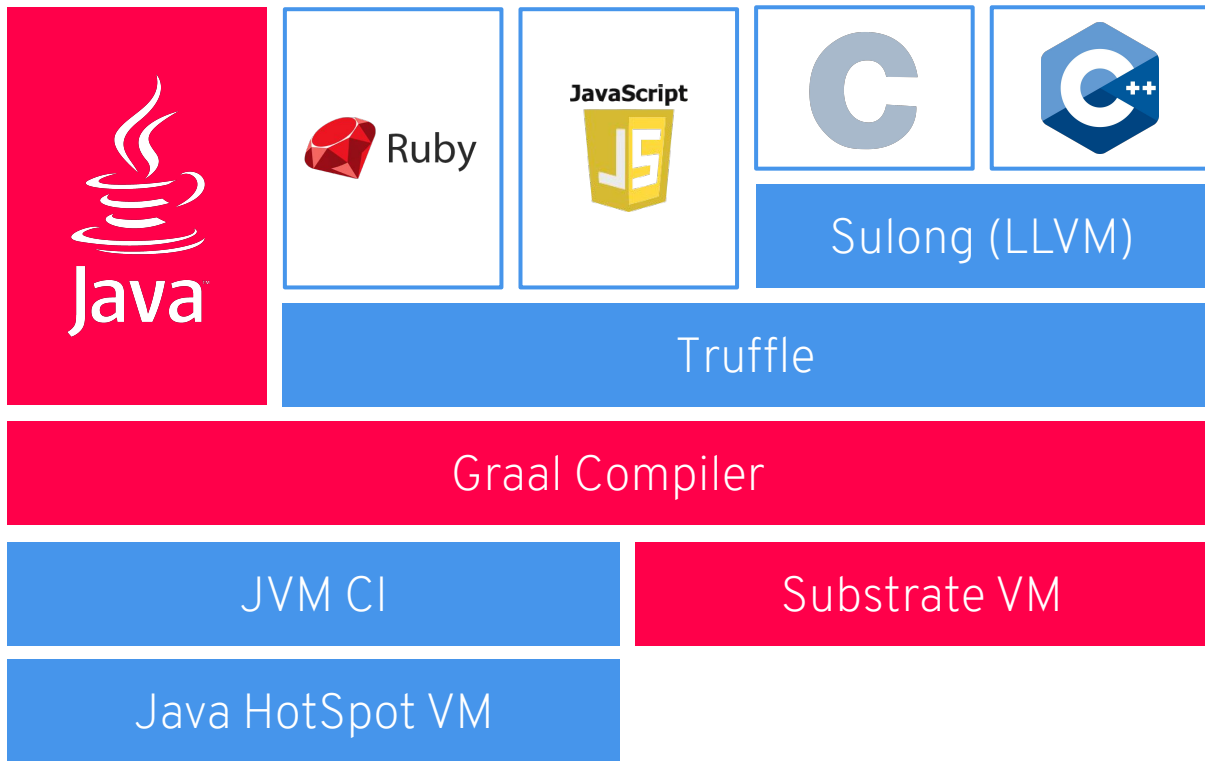 Java
Ruby
JavaScript
JS
C
C++
Sulong (LLVM)
Truffle
Graal Compiler
JVM CI
Substrate VM
Java HotSpot VM